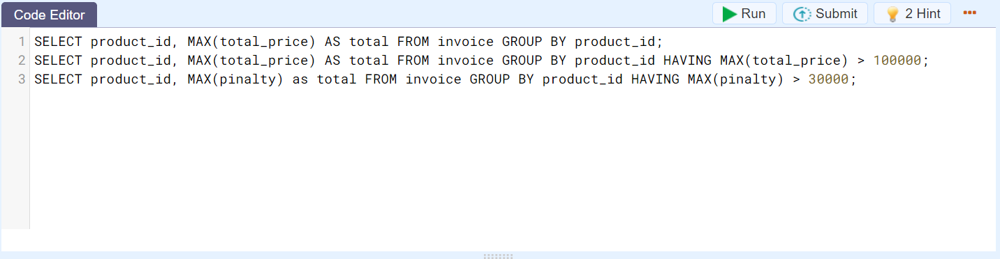 Code Editor
Run
Submit
2 Hint
1 SELECT product_id, MAX(total_price) AS total FROM invoice GROUP BY product_id;
2 SELECT product_id, MAX(total_price) AS total FROM invoice GROUP BY product_id HAVING MAX(total_price) > 100000;
3 SELECT product_id, MAX(pinalty) as total FROM invoice GROUP BY product_id HAVING MAX(pinalty) > 30000;